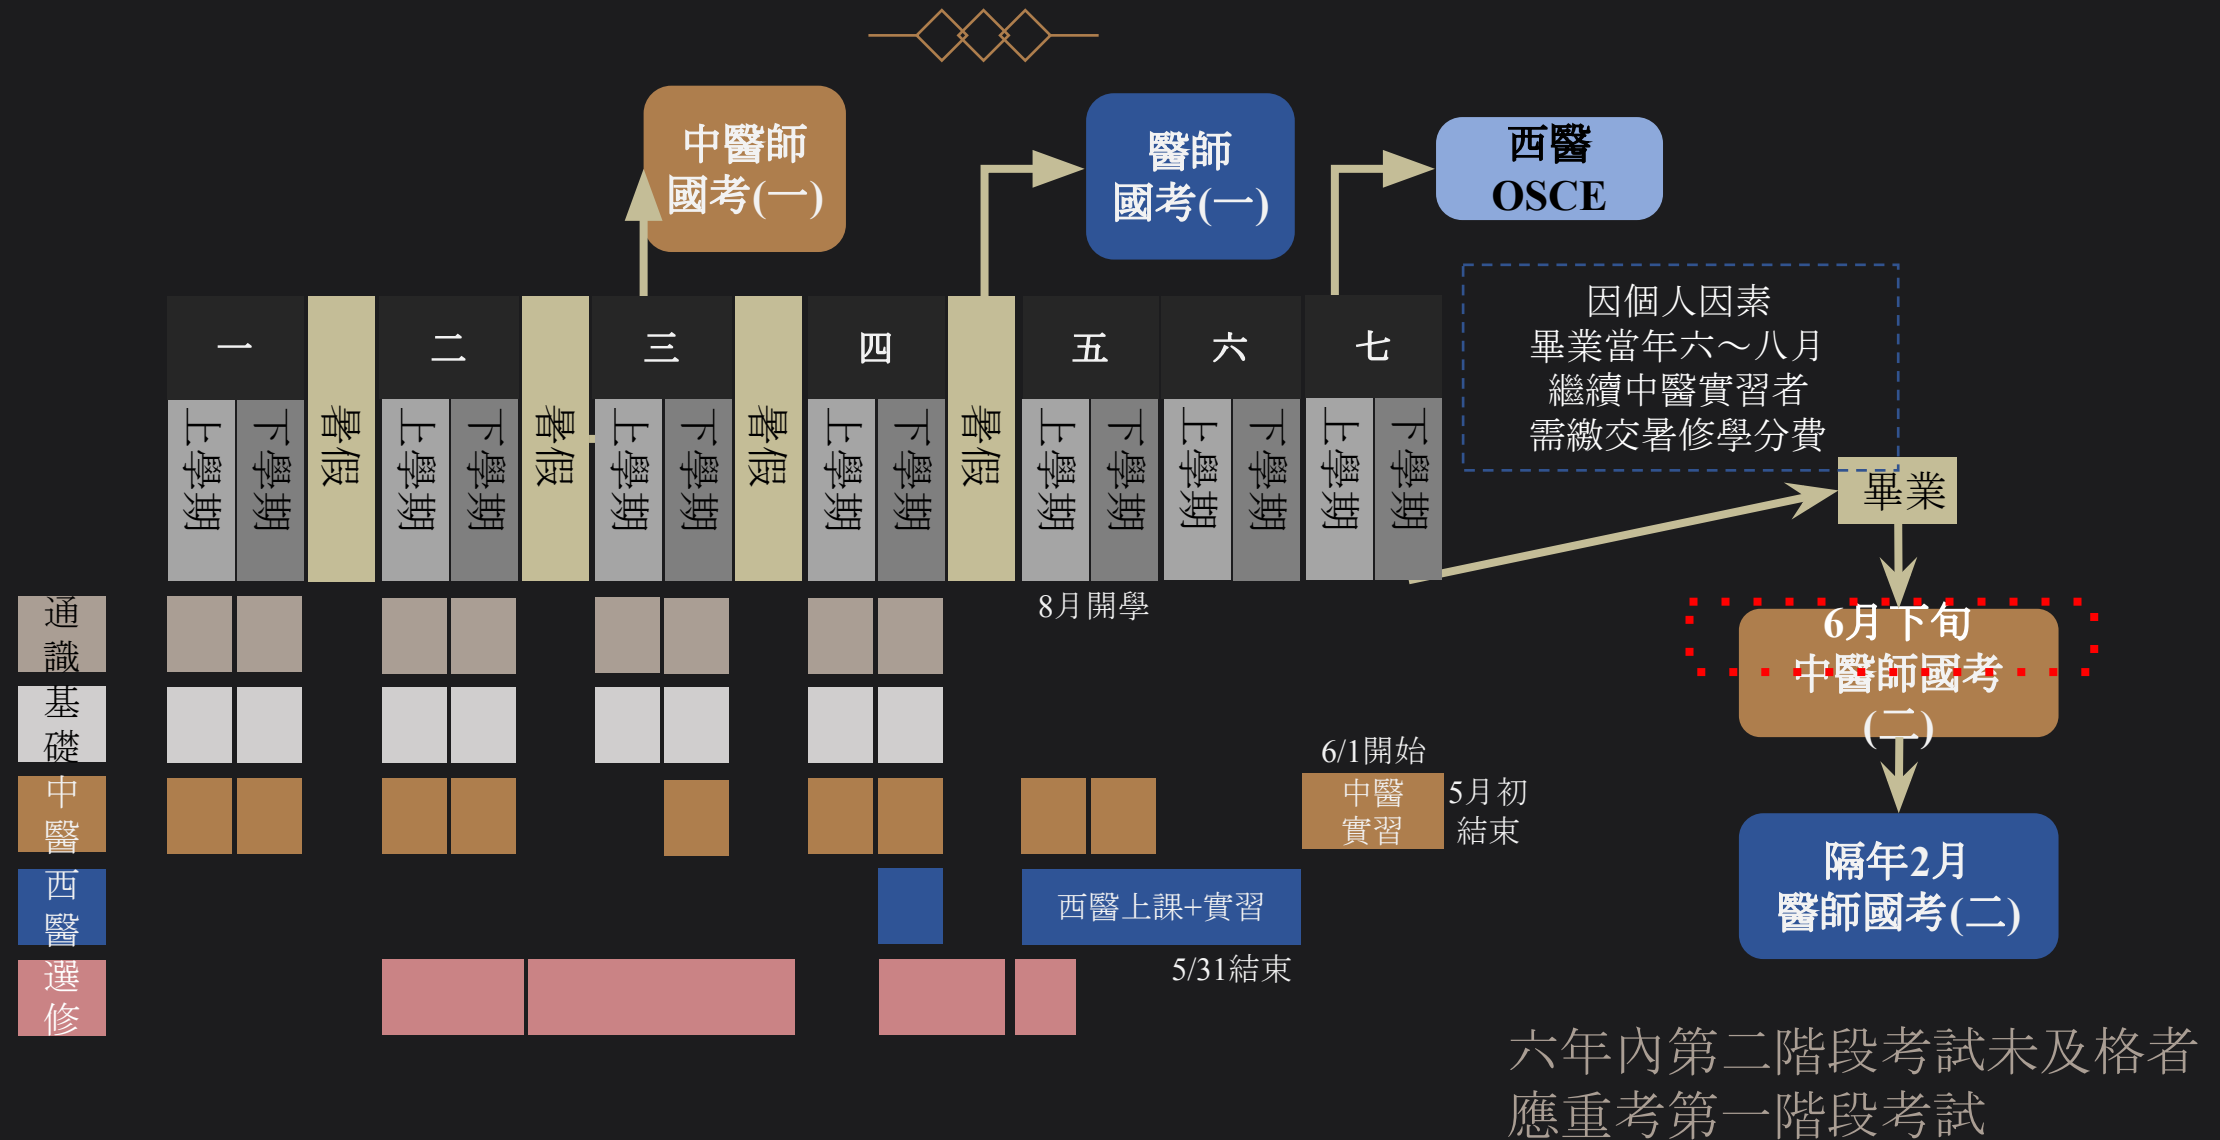 中醫師
國考(一)
醫師
國考(一)
西醫
OSCE
因個人因素
畢業當年六～八月
繼續中醫實習者
需繳交暑修學分費
一
二
三
四
五
六
七
上學期
下學期
暑假
上學期
下學期
暑假
上學期
下學期
暑假
上學期
下學期
暑假
上學期
下學期
上學期
下學期
上學期
下學期
畢業
8月開學
6月下旬
中醫師國考
(二)
隔年2月
醫師國考(二)
通
識
基
礎
中
醫
西
醫
選
修
6/1開始
中醫
實習
5月初
結束
西醫上課+實習
5/31結束
六年內第二階段考試未及格者
應重考第一階段考試